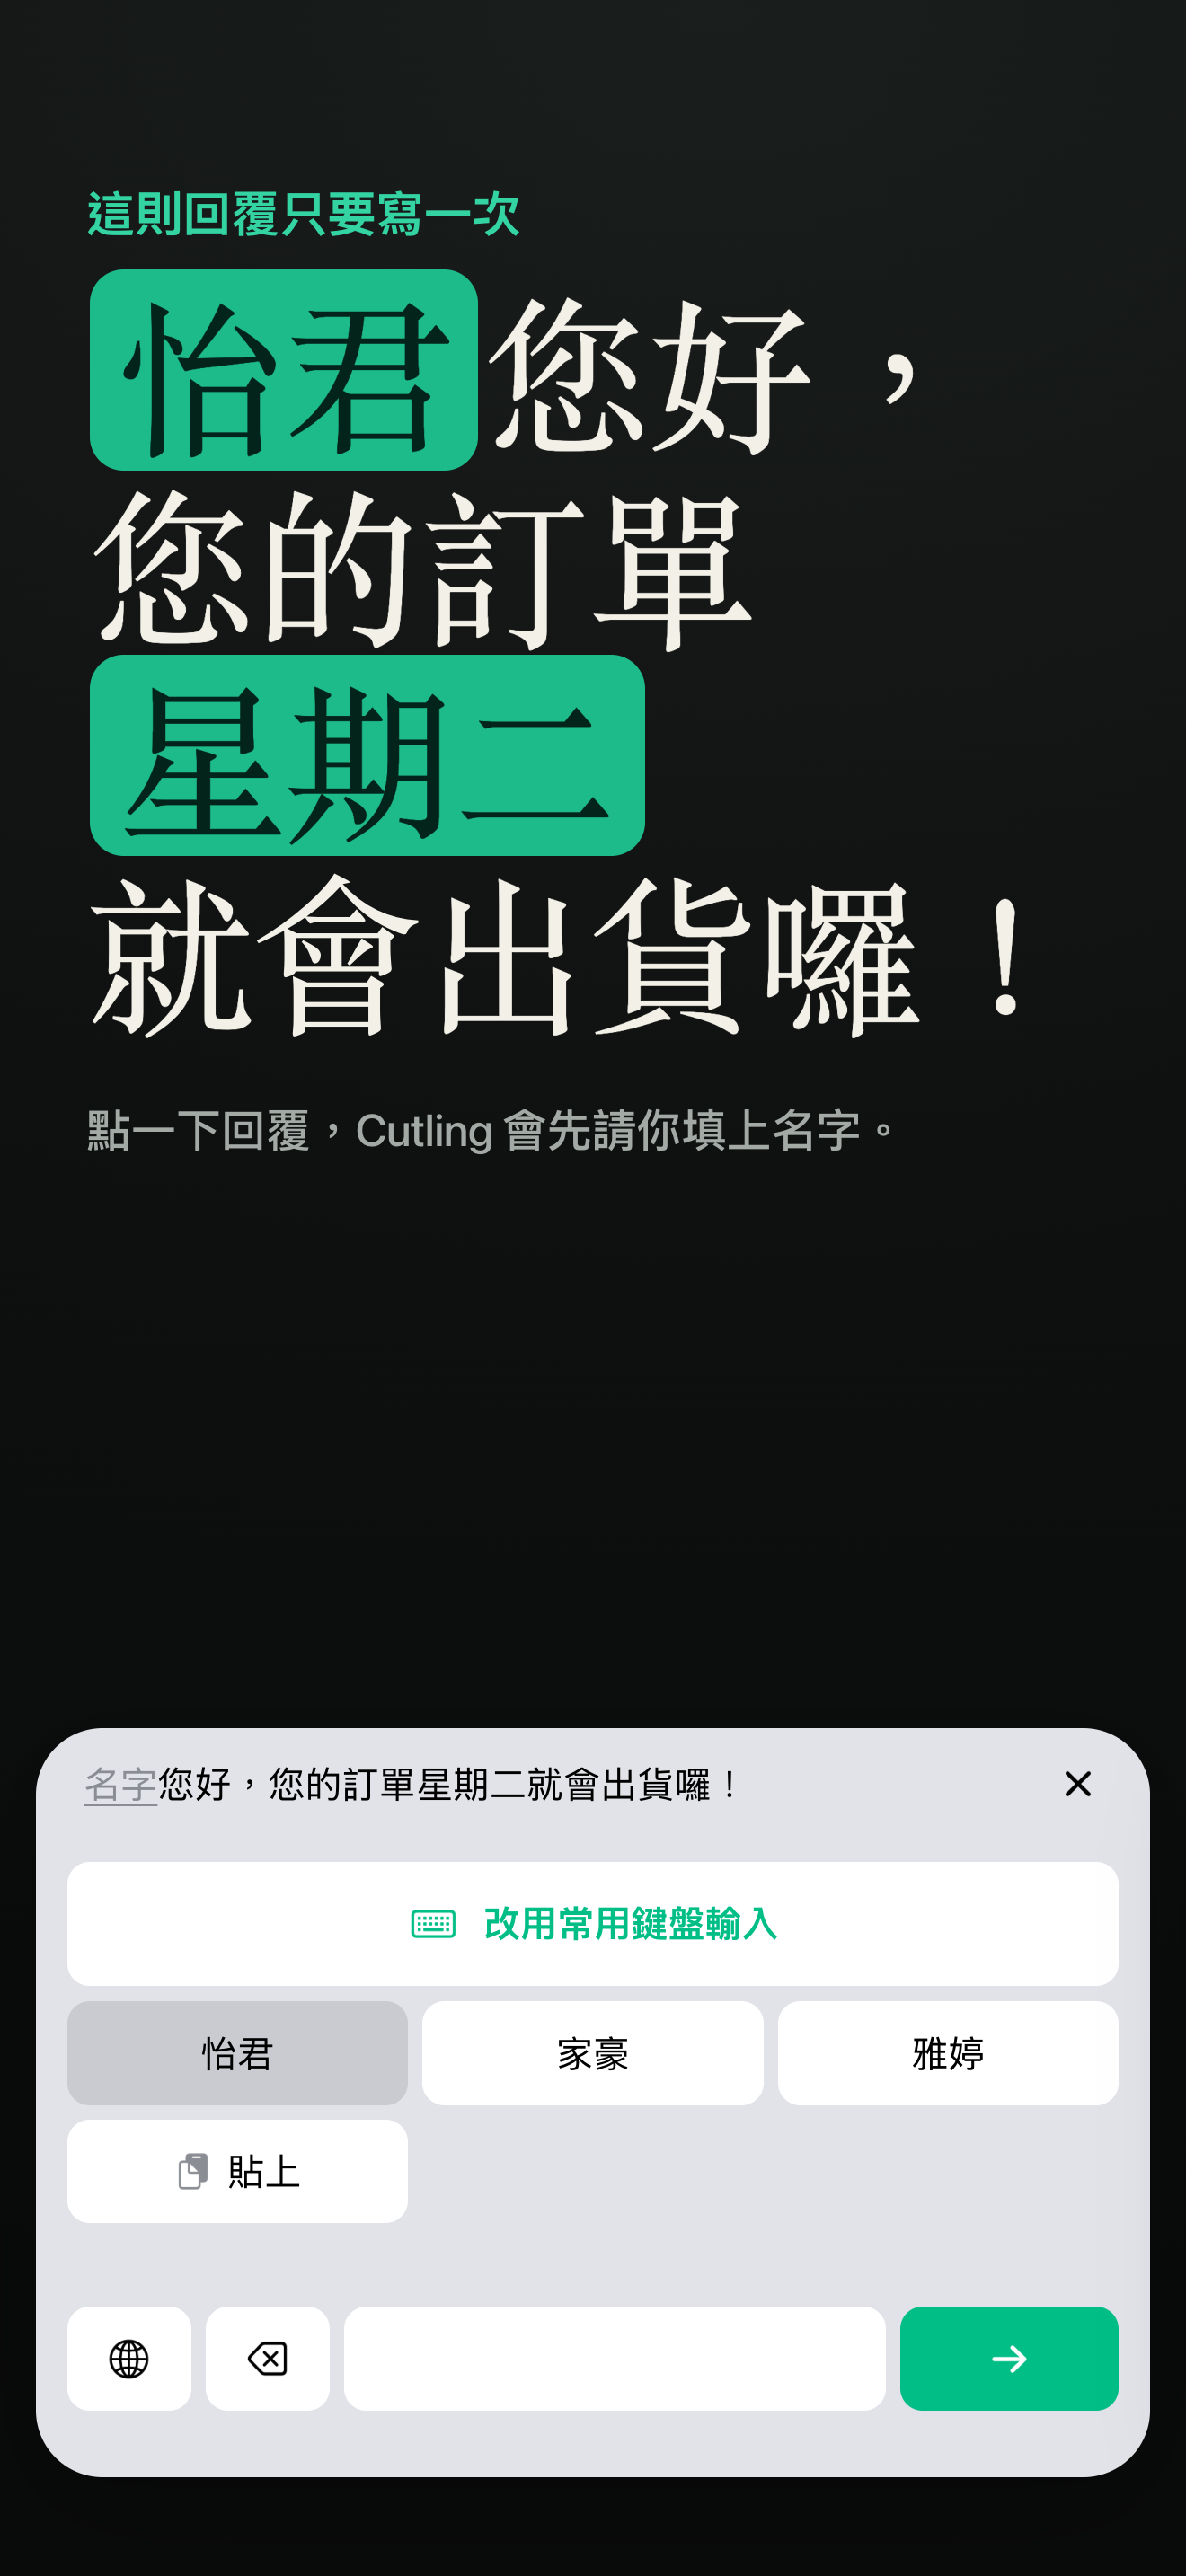 這則回覆只要寫一次
怡君您好，
您的訂單
星期二
就會出貨囉！
點一下回覆，Cutling 會先請你填上名字。
名字您好，您的訂單星期二就會出貨囉！
改用常用鍵盤輸入
怡君
家豪
雅婷
貼上